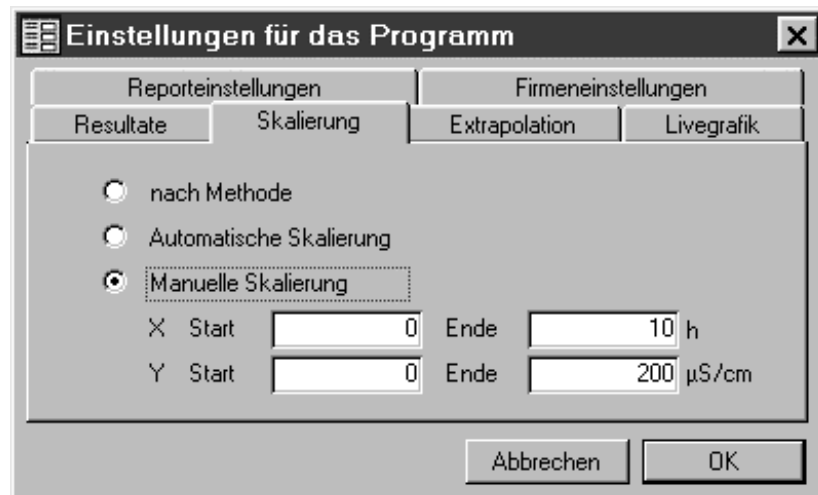 Einstellungen für das Programm
Reporteinstellungen Firmeneinstellungen
Resultate Skalierung Extrapolation Livegrafik
nach Methode
Automatische Skalierung
Manuelle Skalierung
X Start 0 Ende 10 h
Y Start 0 Ende 200 µS/cm
Abbrechen OK